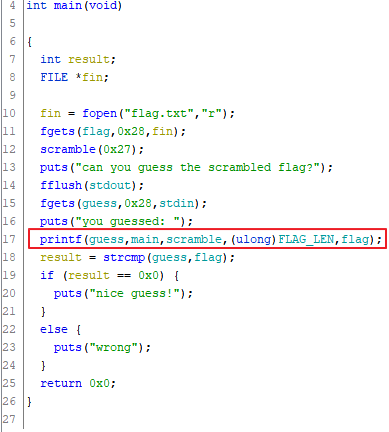 4 int main(void)
5
6 {
7 int result;
8 FILE *fin;
9
10 fin = fopen("flag.txt","r");
11 fgets(flag,0x28,fin);
12 scramble(0x27);
13 puts("can you guess the scrambled flag?");
14 fflush(stdout);
15 fgets(guess,0x28,stdin);
16 puts("you guessed: ");
17 printf(guess,main,scramble,(ulong)FLAG_LEN,flag);
18 result = strcmp(guess,flag);
19 if (result == 0x0) {
20 puts("nice guess!");
21 }
22 else {
23 puts("wrong");
24 }
25 return 0x0;
26 }
27